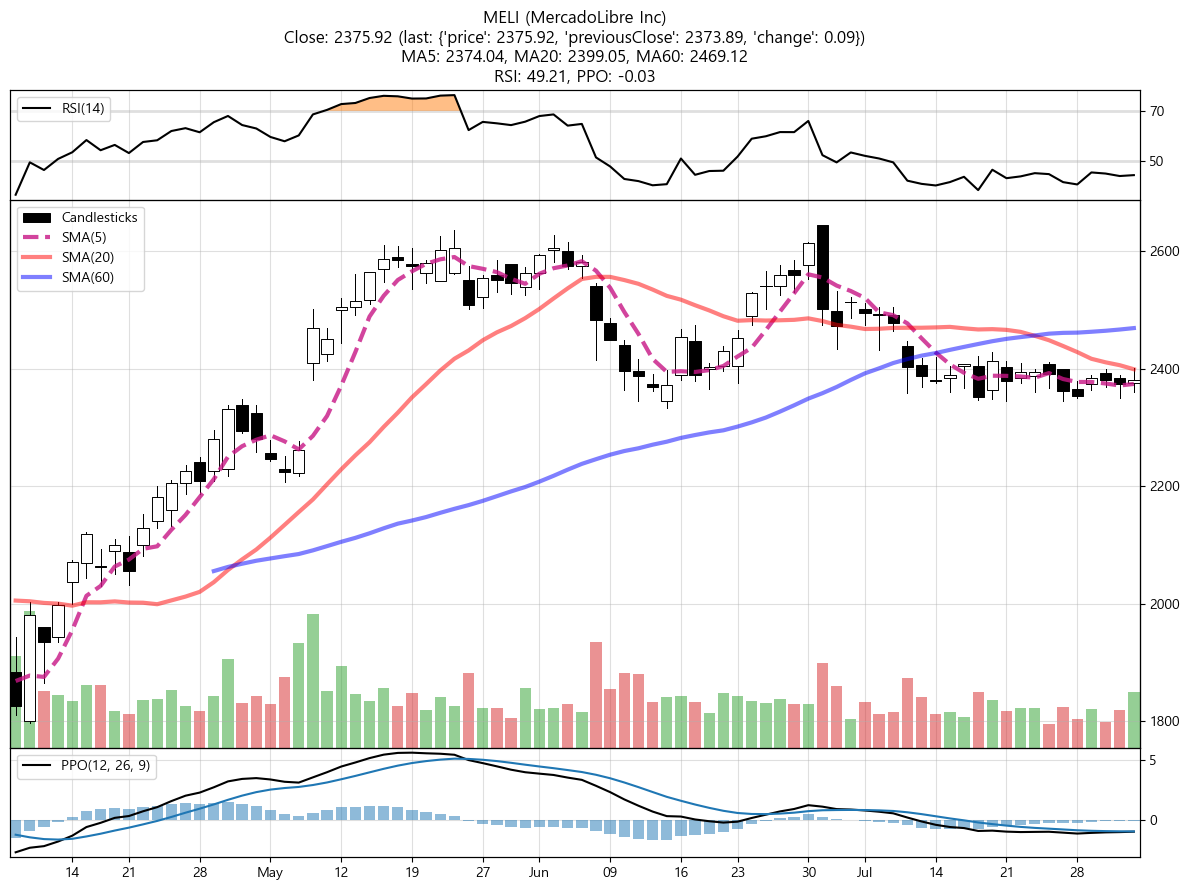 MELI (MercadoLibre Inc)
Close: 2375.92 (last: {'price': 2375.92, 'previousClose': 2373.89, 'change': 0.09})
MA5: 2374.04, MA20: 2399.05, MA60: 2469.12
RSI: 49.21, PPO: -0.03
RSI(14)
70
50
Candlesticks
SMA(5)
SMA(20)
SMA(60)
2600
2400
2200
2000
1800
PPO(12, 26, 9)
5
0
14 21 28 May 12 19 27 Jun 09 16 23 30 Jul 14 21 28